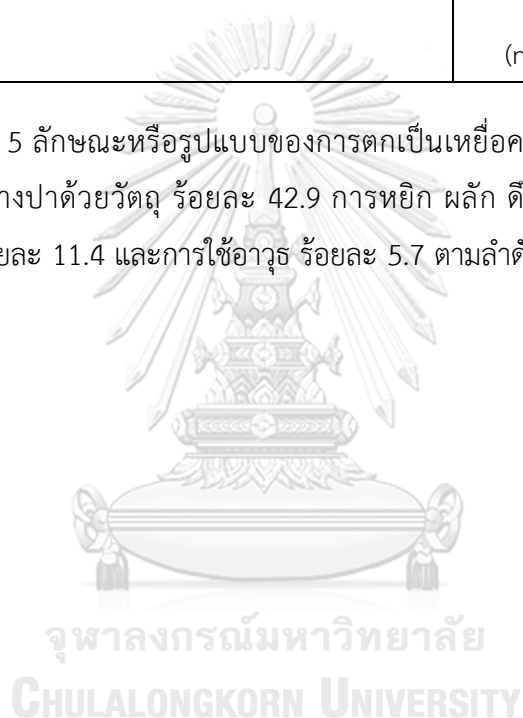 (n
5 ลักษณะหรือรูปแบบของการตกเป็นเหยื่อค
างปาด้วยวัตถุ ร้อยละ 42.9 การหยิก ผลัก ดึ
ยละ 11.4 และการใช้อาวุธ ร้อยละ 5.7 ตามลำดั
จุฬาลงกรณ์มหาวิทยาลัย
CHULALONGKORN UNIVERSITY